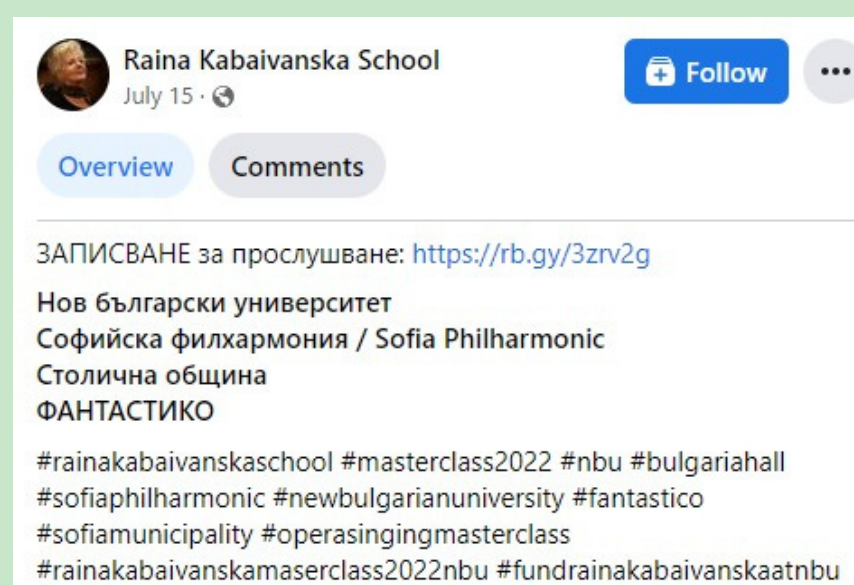 Raina Kabaivanska School
Follow
July 15 ·
Overview Comments
ЗАПИСВАНЕ за прослушване: https://rb.gy/3zrv2g
Нов български университет
Софийска филхармония / Sofia Philharmonic
Столична община
ФАНТАСТИКО
#rainakabaivanskaschool #masterclass2022 #nbu #bulgariahall
#sofiaphilharmonic #newbulgarianuniversity #fantastico
#sofiamunicipality #operasingingmasterclass
#rainakabaivanskamaserclass2022nbu #fundrainakabaivanskaatnbu